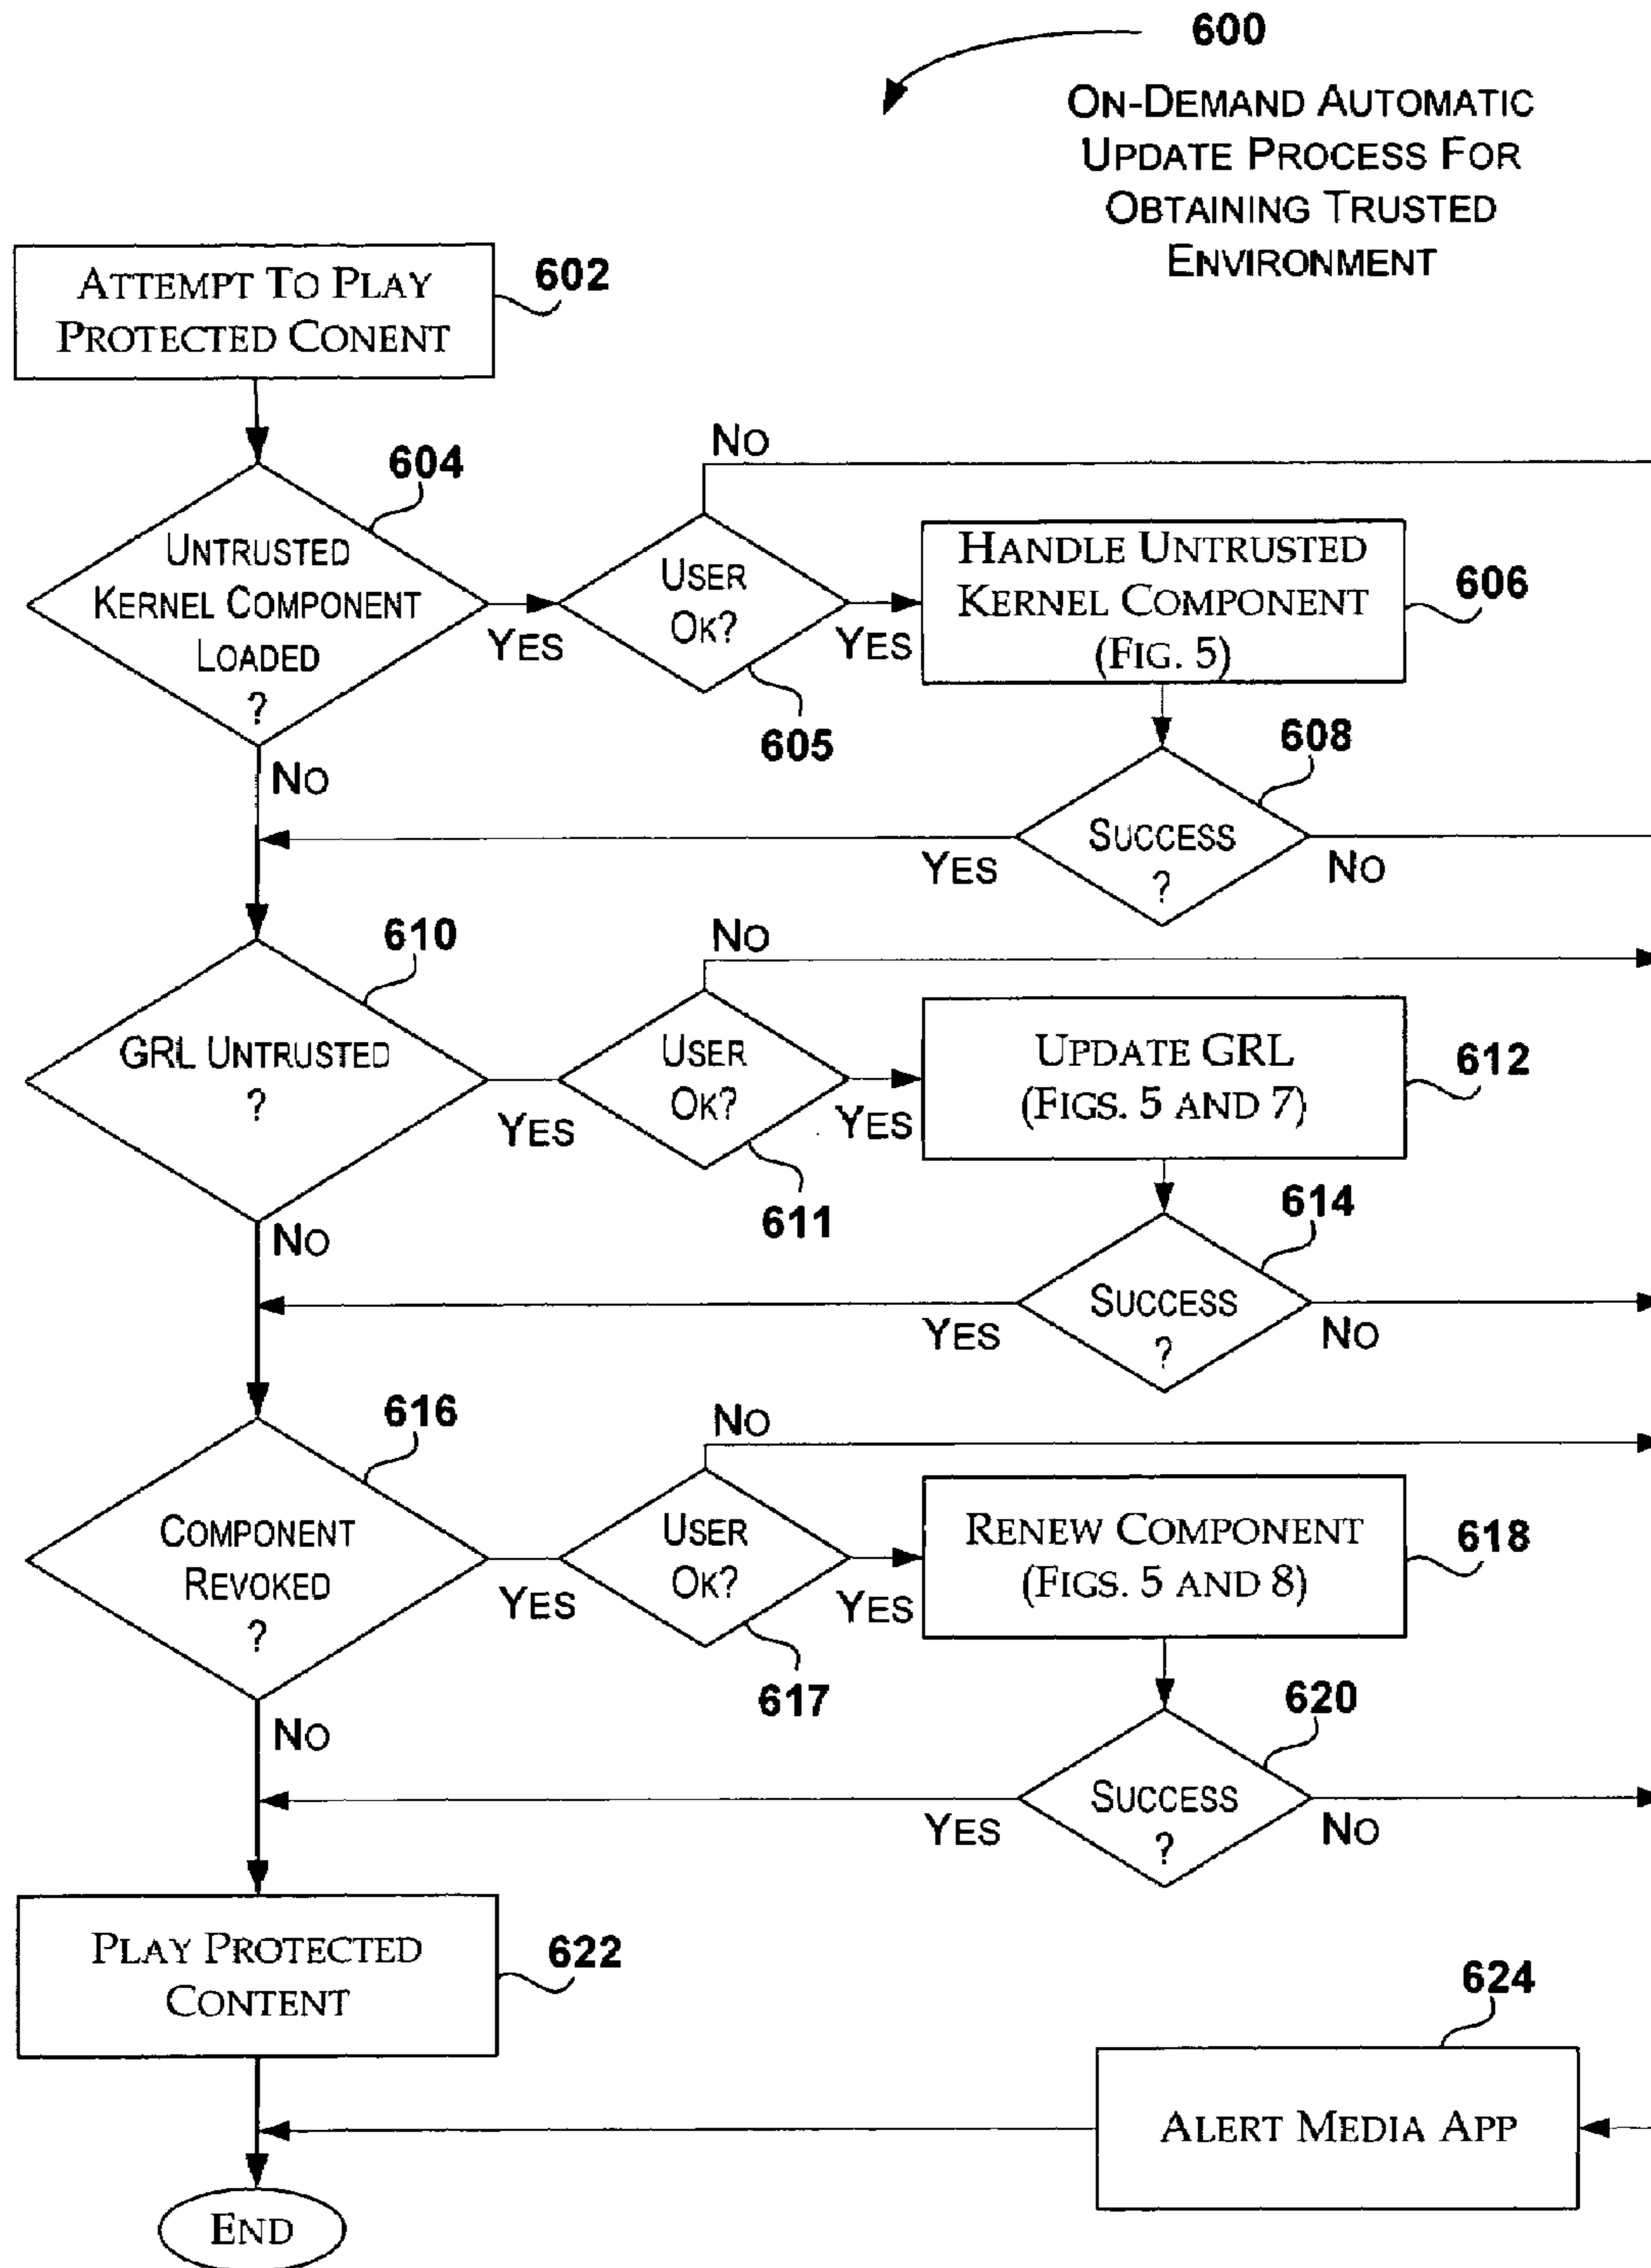 600
ON-DEMAND AUTOMATIC
UPDATE PROCESS FOR
OBTAINING TRUSTED
ENVIRONMENT
ATTEMPT TO PLAY
PROTECTED CONENT
602
604
UNTRUSTED
KERNEL COMPONENT
LOADED
?
YES
NO
NO
USER
OK?
YES
605
HANDLE UNTRUSTED
KERNEL COMPONENT
(FIG. 5)
606
608
SUCCESS
?
YES
NO
610
GRL UNTRUSTED
?
YES
NO
NO
USER
OK?
YES
611
UPDATE GRL
(FIGS. 5 AND 7)
612
614
SUCCESS
?
YES
NO
616
COMPONENT
REVOKED
?
YES
NO
NO
USER
OK?
YES
617
RENEW COMPONENT
(FIGS. 5 AND 8)
618
620
SUCCESS
?
YES
NO
PLAY PROTECTED
CONTENT
622
624
ALERT MEDIA APP
END